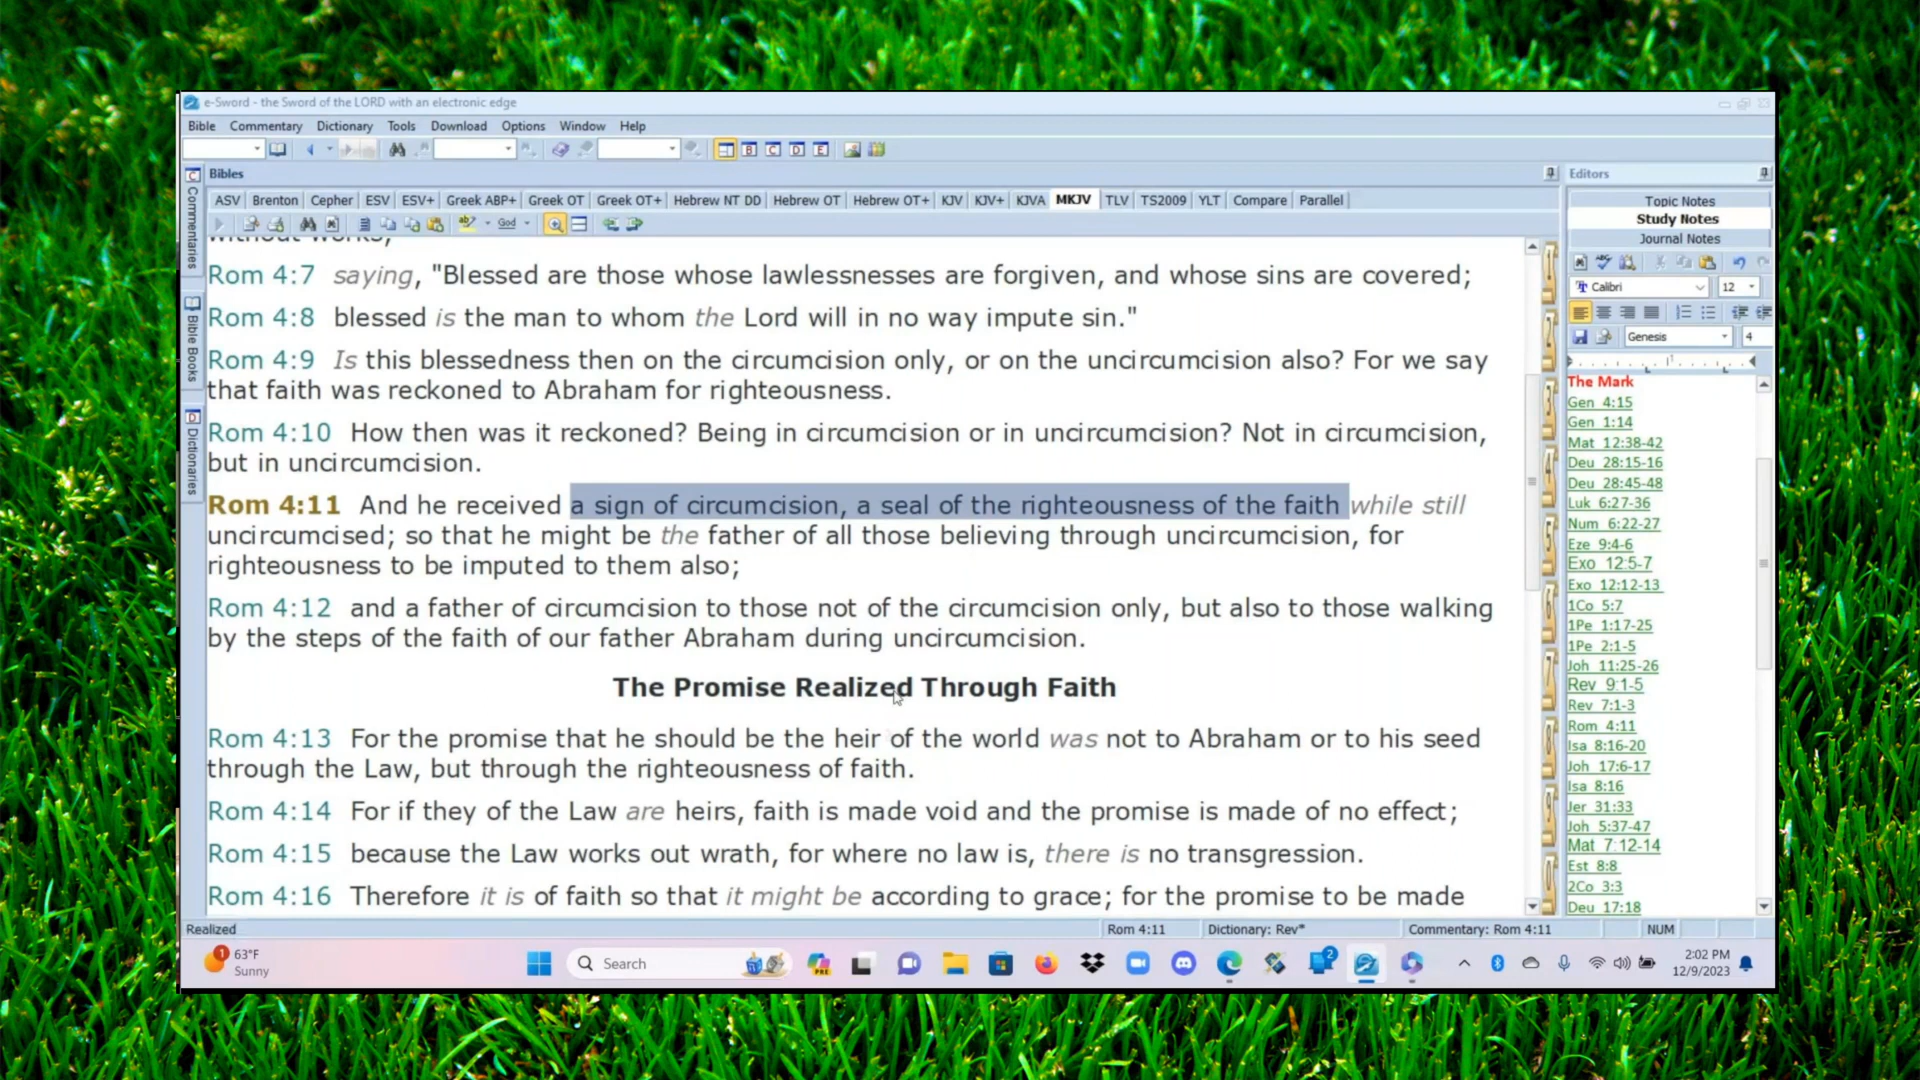 e-Sword - the Sword of the LORD with an electronic edge
Bible Commentary Dictionary Tools Download Options Window Help
Bibles
ASV Brenton Cepher ESV ESV+ Greek ABP+ Greek OT Greek OT+ Hebrew NT DD Hebrew OT Hebrew OT+ KJV KJV+ KJVA MKJV TLV TS2009 YLT Compare Parallel
Commentaries
Bible Books
Dictionaries
without works,
Rom 4:7 saying, "Blessed are those whose lawlessnesses are forgiven, and whose sins are covered;
Rom 4:8 blessed is the man to whom the Lord will in no way impute sin."
Rom 4:9 Is this blessedness then on the circumcision only, or on the uncircumcision also? For we say
that faith was reckoned to Abraham for righteousness.
Rom 4:10 How then was it reckoned? Being in circumcision or in uncircumcision? Not in circumcision,
but in uncircumcision.
Rom 4:11 And he received a sign of circumcision, a seal of the righteousness of the faith while still
uncircumcised; so that he might be the father of all those believing through uncircumcision, for
righteousness to be imputed to them also;
Rom 4:12 and a father of circumcision to those not of the circumcision only, but also to those walking
by the steps of the faith of our father Abraham during uncircumcision.
The Promise Realized Through Faith
Rom 4:13 For the promise that he should be the heir of the world was not to Abraham or to his seed
through the Law, but through the righteousness of faith.
Rom 4:14 For if they of the Law are heirs, faith is made void and the promise is made of no effect;
Rom 4:15 because the Law works out wrath, for where no law is, there is no transgression.
Rom 4:16 Therefore it is of faith so that it might be according to grace; for the promise to be made
Editors
Topic Notes
Study Notes
Journal Notes
Calibri 12
Genesis 4
The Mark
Gen 4:15
Gen 1:14
Mat 12:38-42
Deu 28:15-16
Deu 28:45-48
Luk 6:27-36
Num 6:22-27
Eze 9:4-6
Exo 12:5-7
Exo 12:12-13
1Co 5:7
1Pe 1:17-25
1Pe 2:1-5
Joh 11:25-26
Rev 9:1-5
Rev 7:1-3
Rom 4:11
Isa 8:16-20
Joh 17:6-17
Isa 8:16
Jer 31:33
Joh 5:37-47
Mat 7:12-14
Est 8:8
2Co 3:3
Deu 17:18
Realized Rom 4:11 Dictionary: Rev* Commentary: Rom 4:11 NUM
63°F
Sunny
Search
2:02 PM
12/9/2023